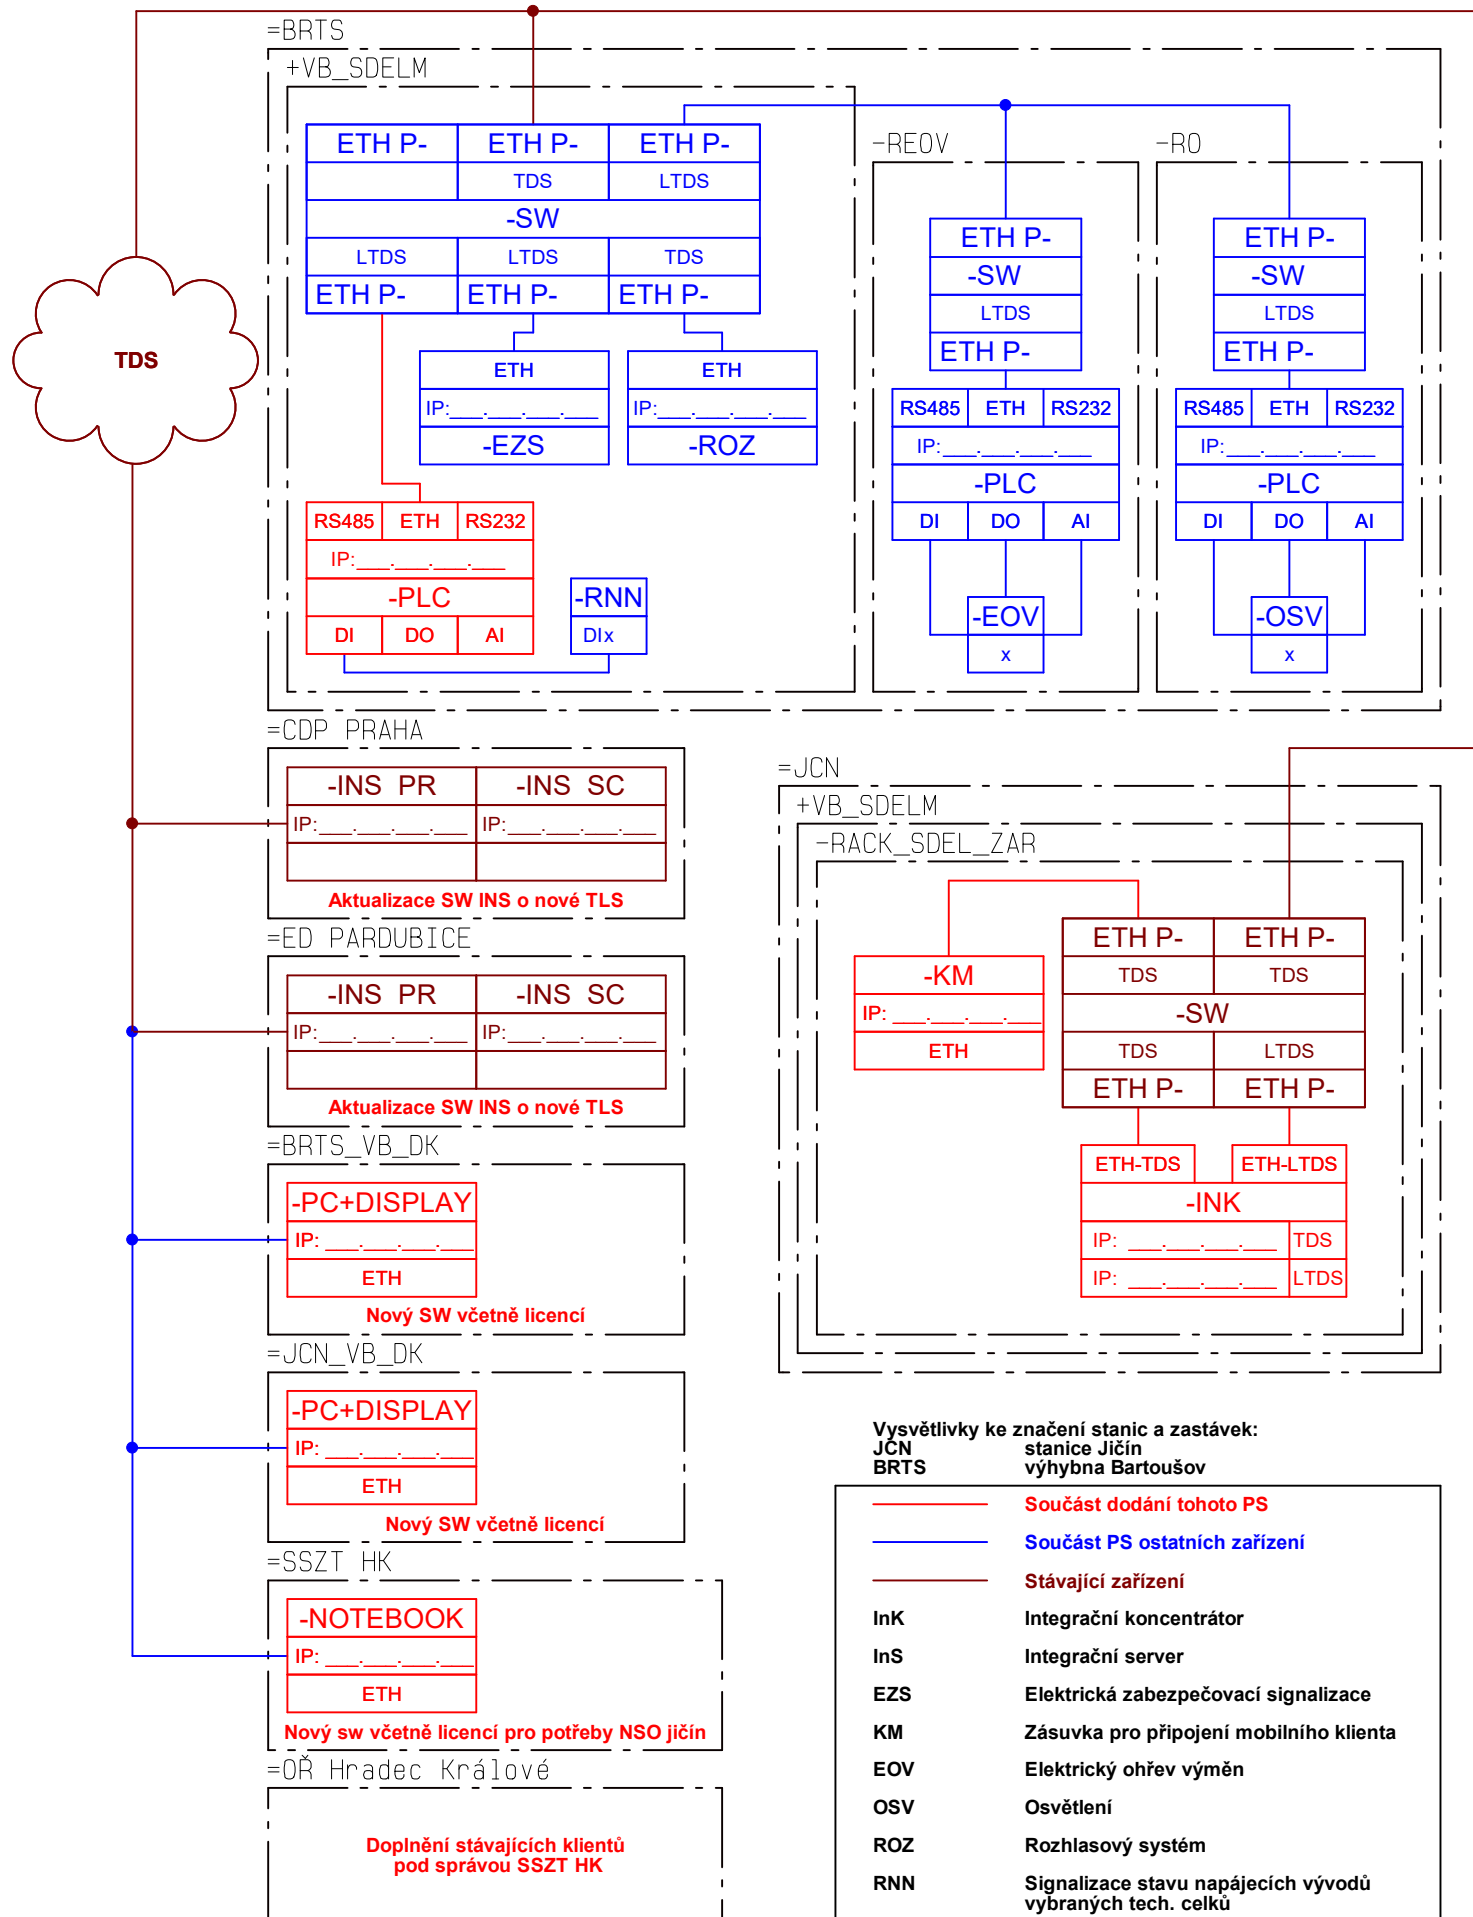 =BRTS
+VB_SDELM
ETH P- ETH P- ETH P-
TDS LTDS
-SW
LTDS LTDS TDS
ETH P- ETH P- ETH P-
ETH ETH
IP:___.___.___.___ IP:___.___.___.___
-EZS -ROZ
RS485 ETH RS232
IP:___.___.___.___
-PLC
DI DO AI
-RNN
DIx
-REOV
ETH P-
-SW
LTDS
ETH P-
RS485 ETH RS232
IP:___.___.___.___
-PLC
DI DO AI
-EOV
x
-RO
ETH P-
-SW
LTDS
ETH P-
RS485 ETH RS232
IP:___.___.___.___
-PLC
DI DO AI
-OSV
x
TDS
=CDP PRAHA
-INS PR -INS SC
IP:___.___.___.___ IP:___.___.___.___
Aktualizace SW INS o nové TLS
=ED PARDUBICE
-INS PR -INS SC
IP:___.___.___.___ IP:___.___.___.___
Aktualizace SW INS o nové TLS
=BRTS_VB_DK
-PC+DISPLAY
IP: ___.___.___.___
ETH
Nový SW včetně licencí
=JCN_VB_DK
-PC+DISPLAY
IP: ___.___.___.___
ETH
Nový SW včetně licencí
=SSZT HK
-NOTEBOOK
IP: ___.___.___.___
ETH
Nový sw včetně licencí pro potřeby NSO jičín
=OŘ Hradec Králové
Doplnění stávajících klientů
pod správou SSZT HK
=JCN
+VB_SDELM
-RACK_SDEL_ZAR
-KM
IP: ___.___.___.___
ETH
ETH P- ETH P-
TDS TDS
-SW
TDS LTDS
ETH P- ETH P-
ETH-TDS ETH-LTDS
-INK
IP: ___.___.___.___ TDS
IP: ___.___.___.___ LTDS
Vysvětlivky ke značení stanic a zastávek:
JČN stanice Jičín
BRTS výhybna Bartoušov
Součást dodání tohoto PS
Součást PS ostatních zařízení
Stávající zařízení
InK Integrační koncentrátor
InS Integrační server
EZS Elektrická zabezpečovací signalizace
KM Zásuvka pro připojení mobilního klienta
EOV Elektrický ohřev výměn
OSV Osvětlení
ROZ Rozhlasový systém
RNN Signalizace stavu napájecích vývodů
vybraných tech. celků